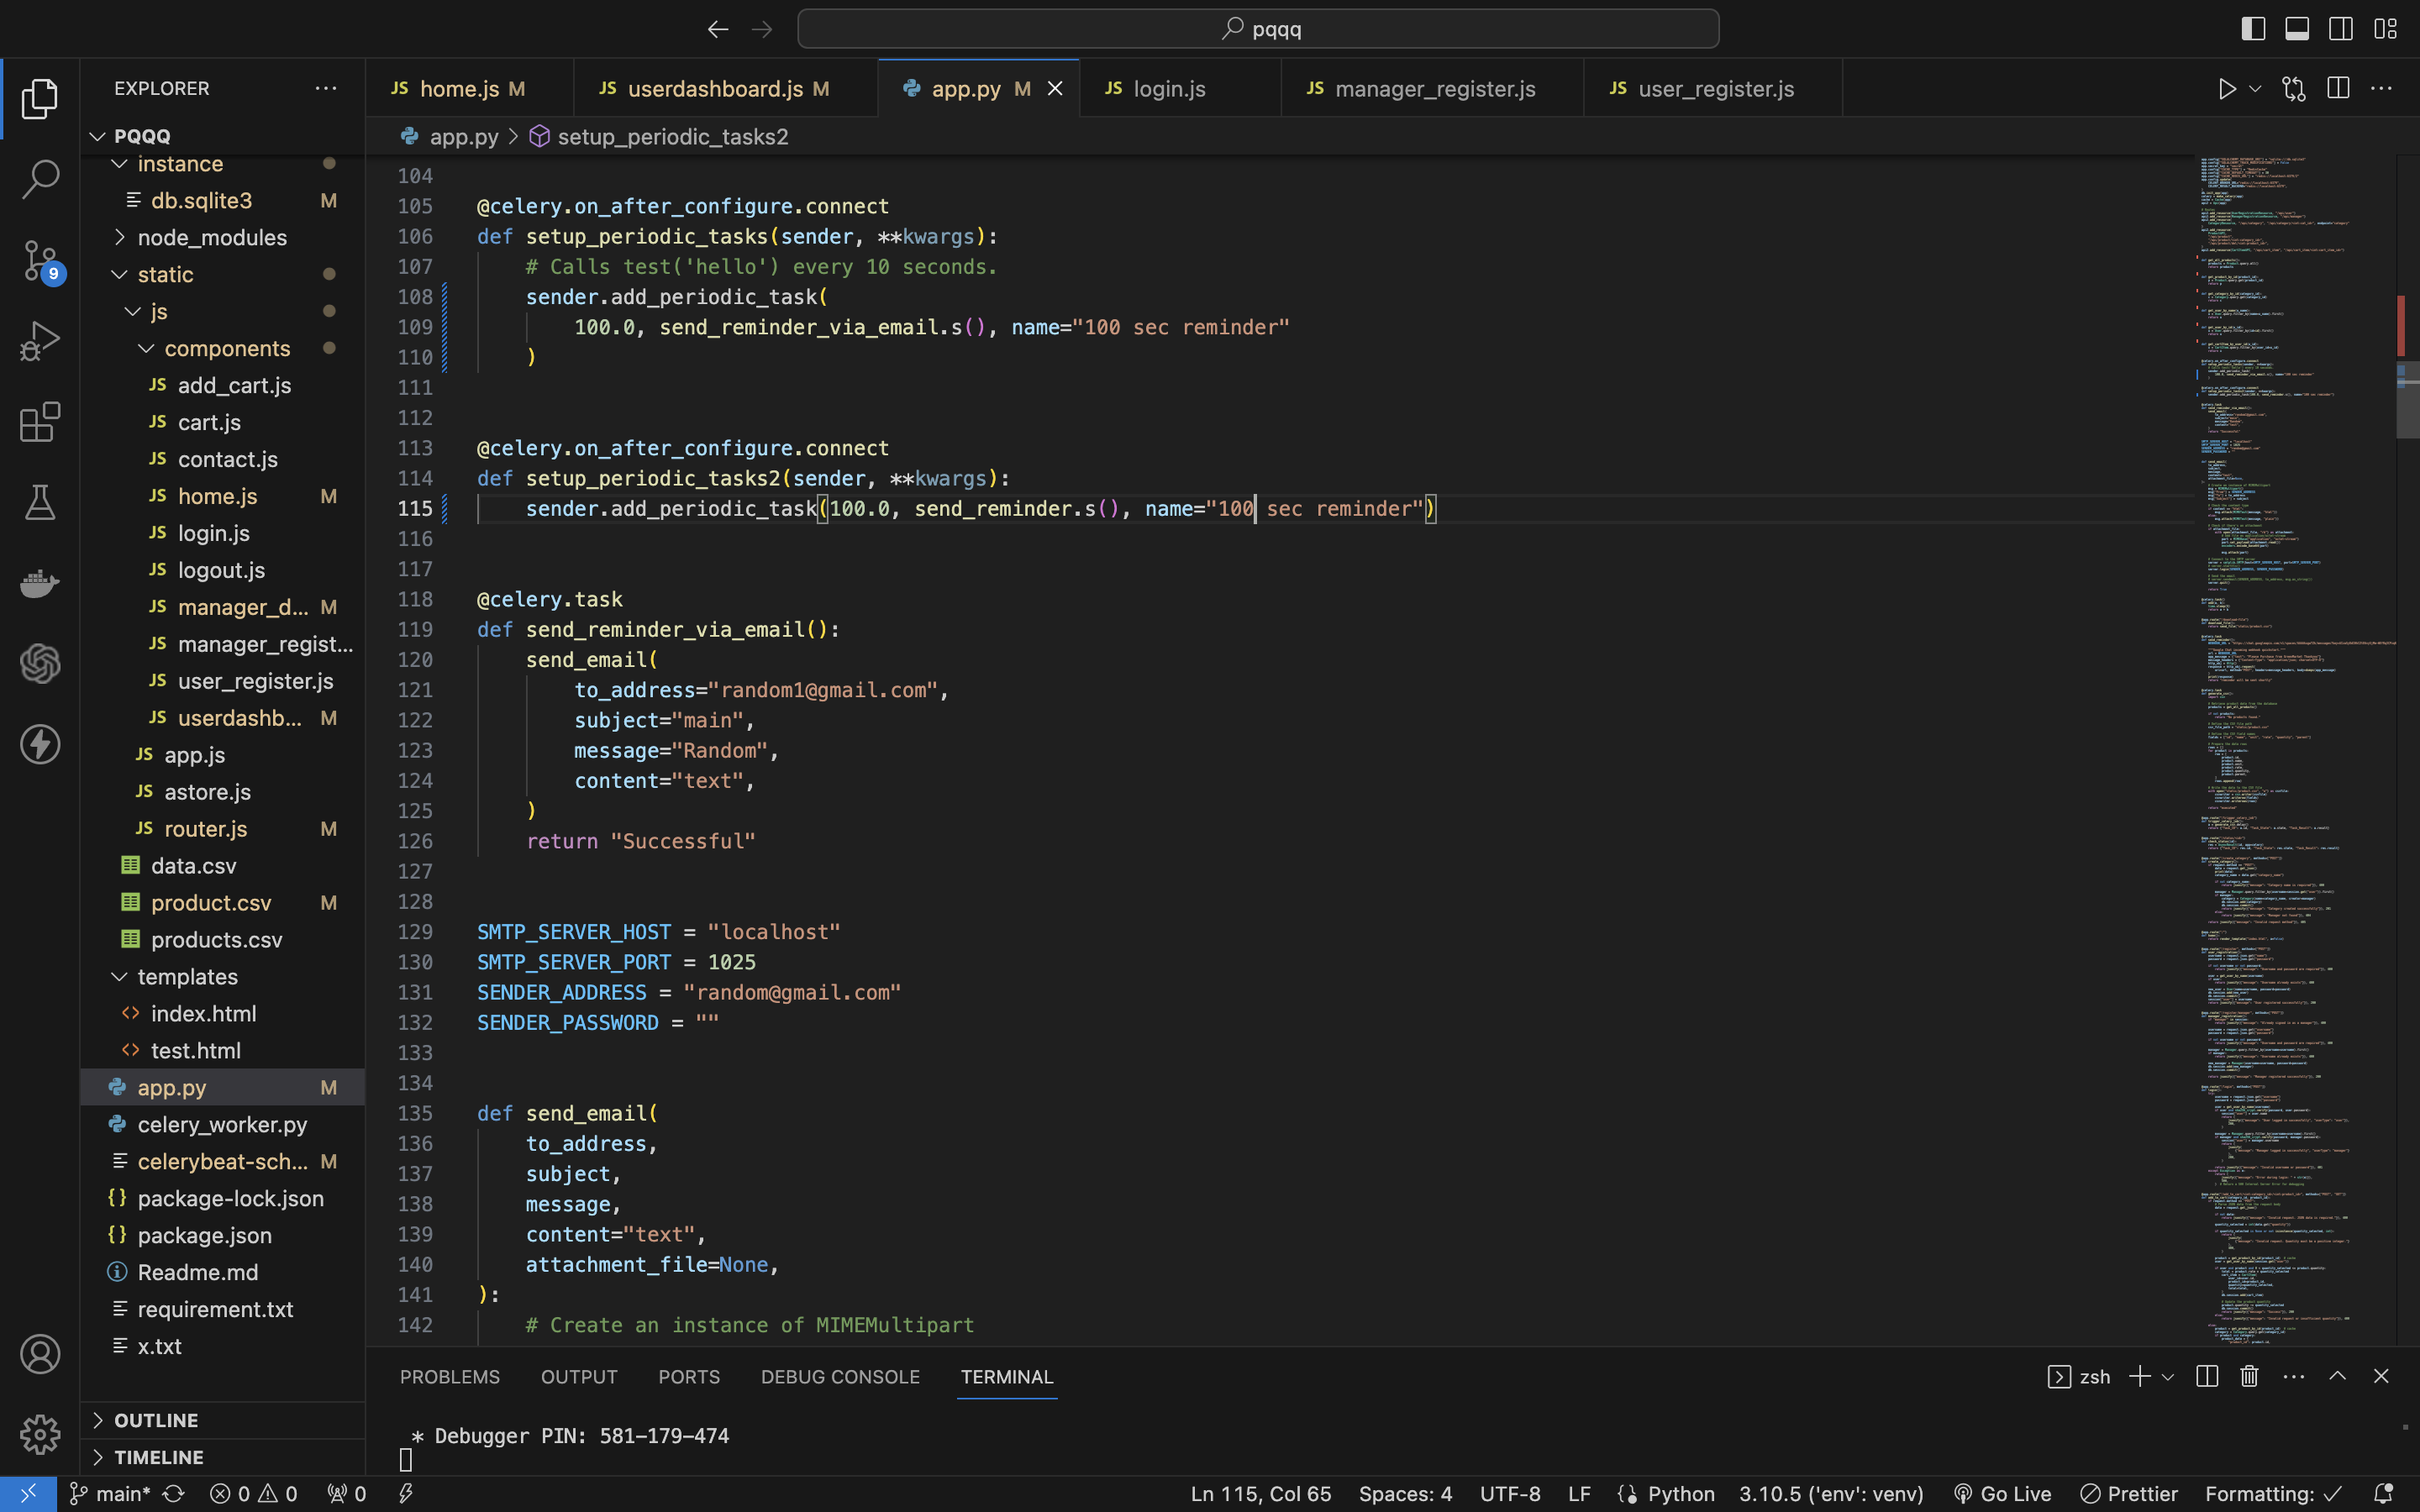 pqqq
EXPLORER
PQQQ
instance
db.sqlite3 M
node_modules
static
js
components
add_cart.js
cart.js
contact.js
home.js M
login.js
logout.js
manager_d... M
manager_regist...
user_register.js
userdashb... M
app.js
astore.js
router.js M
data.csv
product.csv M
products.csv
templates
index.html
test.html
app.py M
celery_worker.py
celerybeat-sch... M
package-lock.json
package.json
Readme.md
requirement.txt
x.txt
OUTLINE
TIMELINE
9
JS home.js M JS userdashboard.js M app.py M JS login.js JS manager_register.js JS user_register.js
app.py > setup_periodic_tasks2
104
105 @celery.on_after_configure.connect
106 def setup_periodic_tasks(sender, **kwargs):
107 # Calls test('hello') every 10 seconds.
108 sender.add_periodic_task(
109 100.0, send_reminder_via_email.s(), name="100 sec reminder"
110 )
111
112
113 @celery.on_after_configure.connect
114 def setup_periodic_tasks2(sender, **kwargs):
115 sender.add_periodic_task(100.0, send_reminder.s(), name="100 sec reminder")
116
117
118 @celery.task
119 def send_reminder_via_email():
120 send_email(
121 to_address="random1@gmail.com",
122 subject="main",
123 message="Random",
124 content="text",
125 )
126 return "Successful"
127
128
129 SMTP_SERVER_HOST = "localhost"
130 SMTP_SERVER_PORT = 1025
131 SENDER_ADDRESS = "random@gmail.com"
132 SENDER_PASSWORD = ""
133
134
135 def send_email(
136 to_address,
137 subject,
138 message,
139 content="text",
140 attachment_file=None,
141 ):
142 # Create an instance of MIMEMultipart
PROBLEMS OUTPUT PORTS DEBUG CONSOLE TERMINAL zsh
* Debugger PIN: 581-179-474
main* 0 0 0 Ln 115, Col 65 Spaces: 4 UTF-8 LF Python 3.10.5 ('env': venv) Go Live Prettier Formatting: ✓